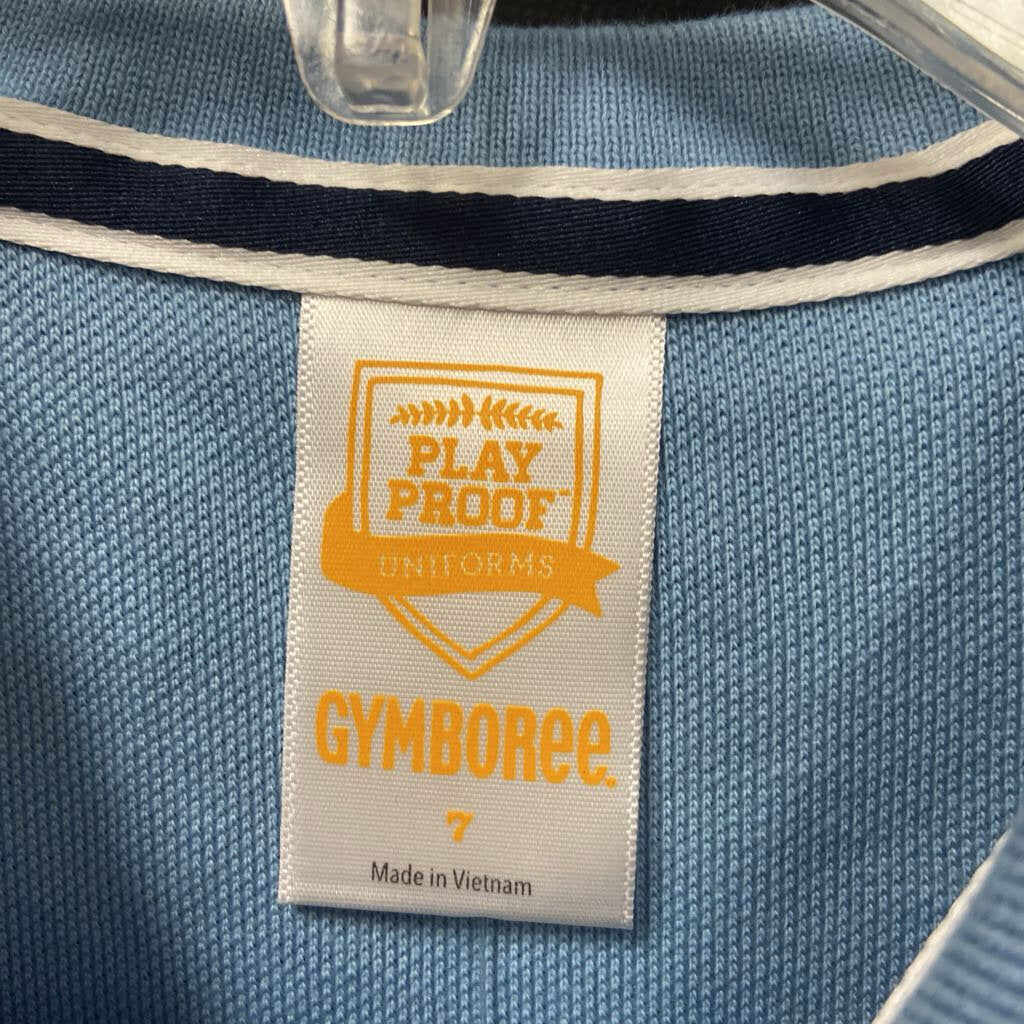 PLAY
PROOF™
UNIFORMS
GYMBOREE.
7
Made in Vietnam